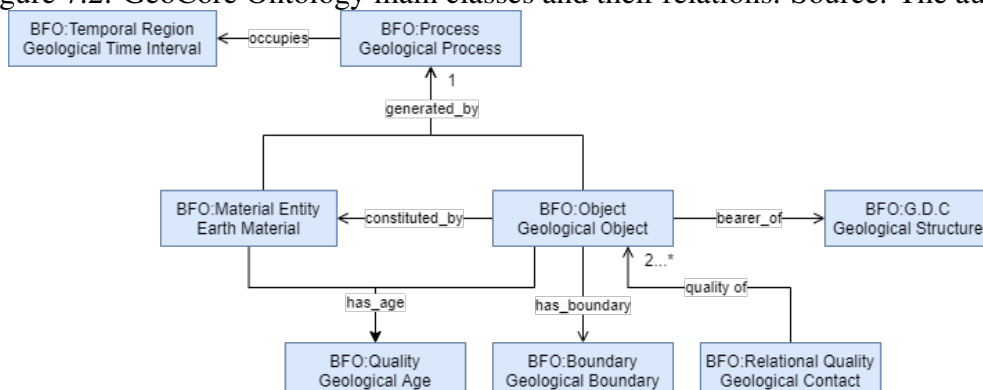 gure 7.2: GeoCore Ontology main classes and their relations. Source: The au
BFO:Temporal Region
Geological Time Interval
occupies
BFO:Process
Geological Process
1
generated_by
BFO:Material Entity
Earth Material
constituted_by
BFO:Object
Geological Object
bearer_of
BFO:G.D.C
Geological Structure
2...*
quality of
has_age
has_boundary
BFO:Quality
Geological Age
BFO:Boundary
Geological Boundary
BFO:Relational Quality
Geological Contact